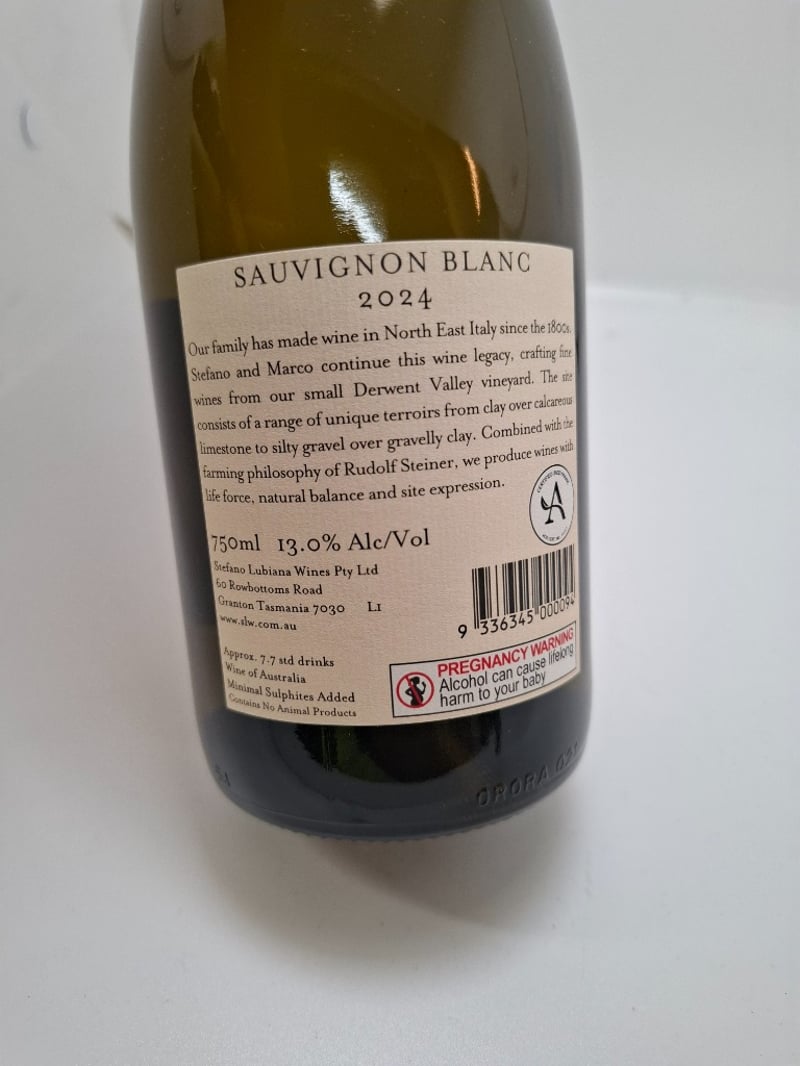 SAUVIGNON BLANC
2024
Our family has made wine in North East Italy since the 1800s.
Stefano and Marco continue this wine legacy, crafting fine
wines from our small Derwent Valley vineyard. The site
consists of a range of unique terroirs from clay over calcareous
limestone to silty gravel over gravelly clay. Combined with the
farming philosophy of Rudolf Steiner, we produce wines with
life force, natural balance and site expression.
750ml 13.0% Alc/Vol
Stefano Lubiana Wines Pty Ltd
60 Rowbottoms Road
Granton Tasmania 7030 L1
www.slw.com.au
9 336345 000094
Approx. 7.7 std drinks
Wine of Australia
Minimal Sulphites Added
Contains No Animal Products
PREGNANCY WARNING
Alcohol can cause lifelong
harm to your baby
ORORA